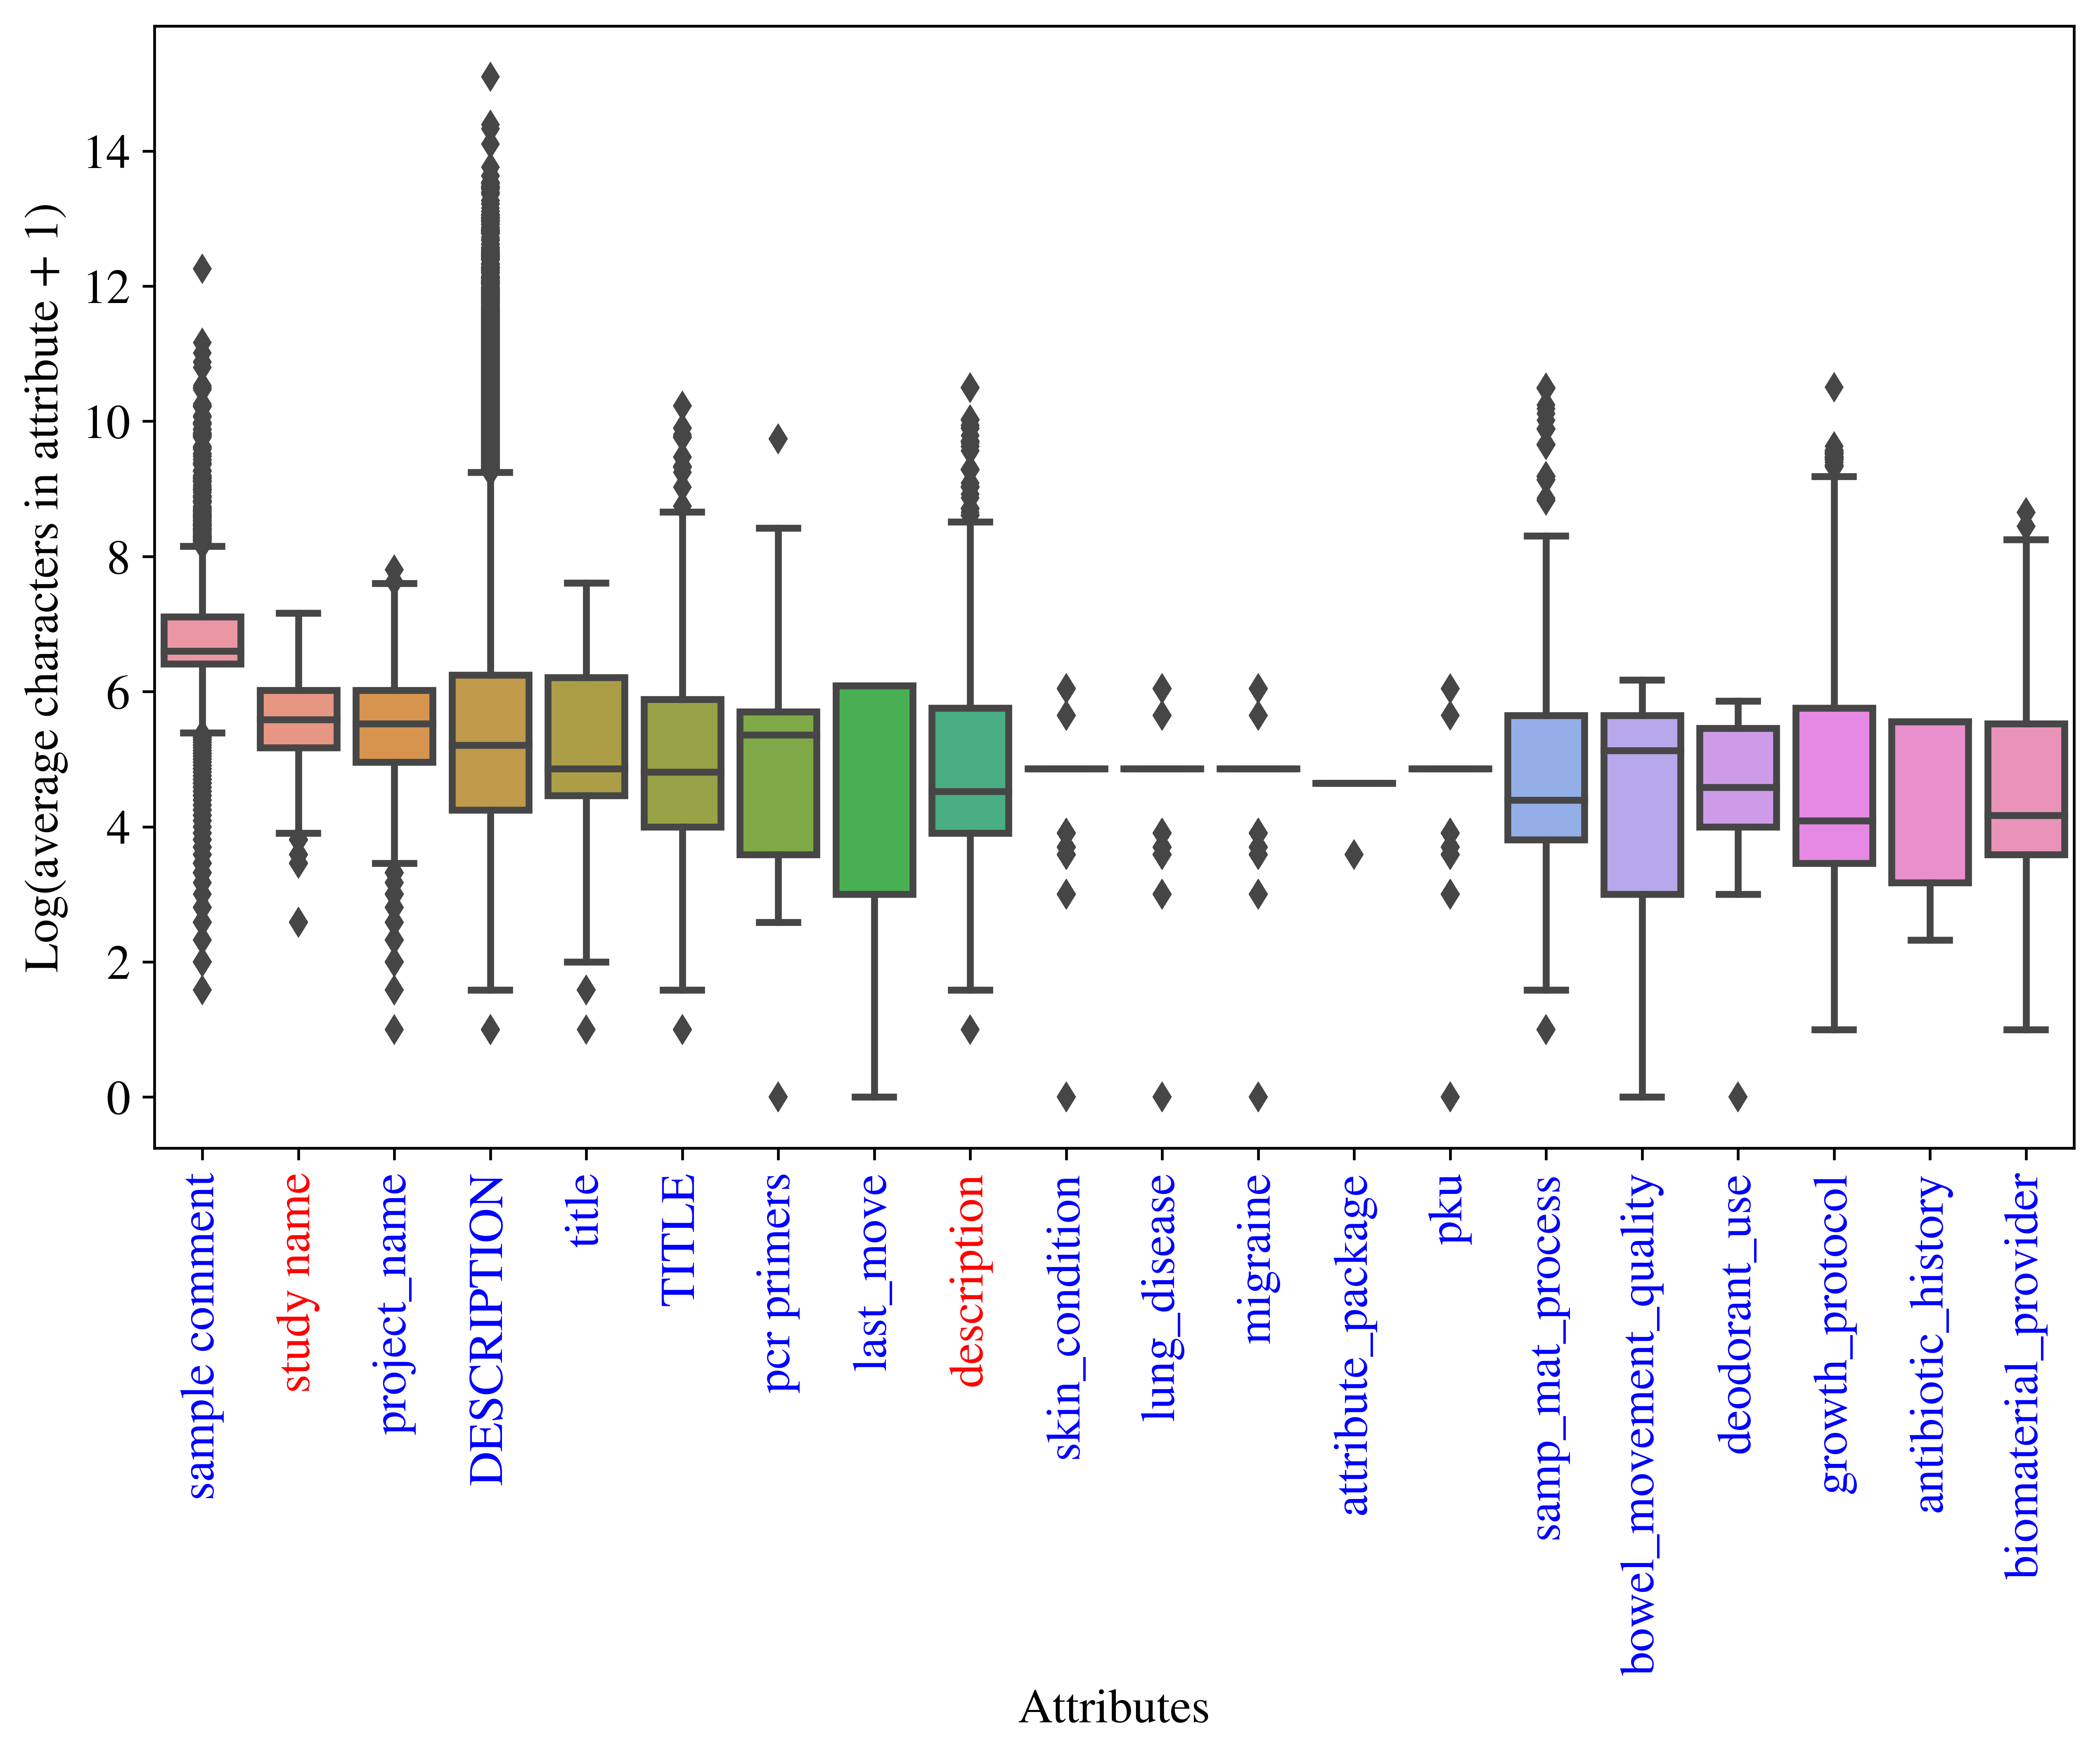 Log(average characters in attribute + 1)
14
12
10
8
6
4
2
0
sample comment
study name
project_name
DESCRIPTION
title
TITLE
pcr primers
last_move
description
skin_condition
lung_disease
migraine
attribute_package
pku
samp_mat_process
bowel_movement_quality
deodorant_use
growth_protocol
antibiotic_history
biomaterial_provider
Attributes